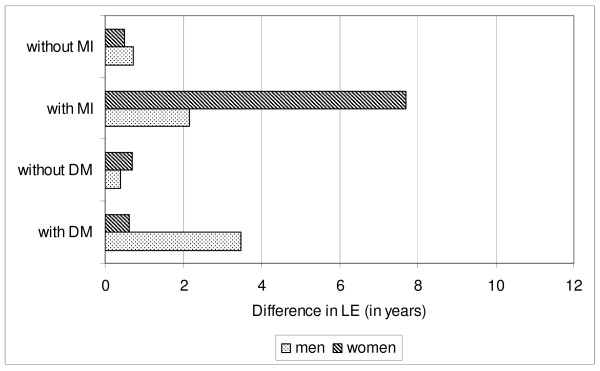 without MI
with MI
without DM
with DM
0 2 4 6 8 10 12
Difference in LE (in years)
men women